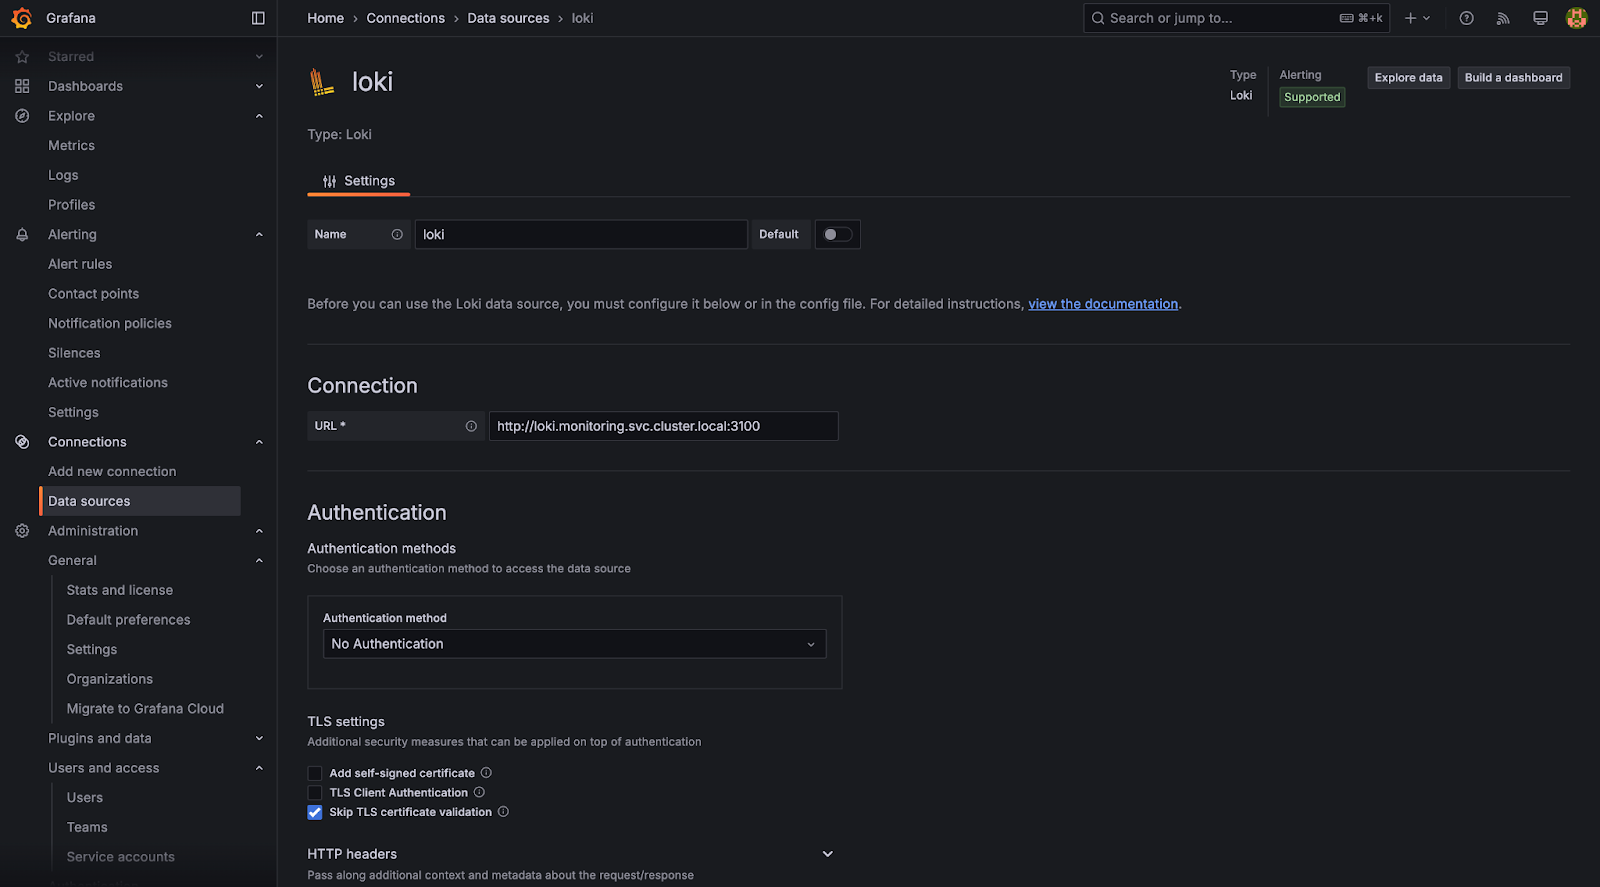 Grafana
Home › Connections › Data sources › loki
Search or jump to...
⌘+k
Starred
Dashboards
Explore
Metrics
Logs
Profiles
Alerting
Alert rules
Contact points
Notification policies
Silences
Active notifications
Settings
Connections
Add new connection
Data sources
Administration
General
Stats and license
Default preferences
Settings
Organizations
Migrate to Grafana Cloud
Plugins and data
Users and access
Users
Teams
Service accounts
loki
Type
Loki
Alerting
Supported
Explore data
Build a dashboard
Type: Loki
Settings
Name
loki
Default
Before you can use the Loki data source, you must configure it below or in the config file. For detailed instructions, view the documentation.
Connection
URL *
http://loki.monitoring.svc.cluster.local:3100
Authentication
Authentication methods
Choose an authentication method to access the data source
Authentication method
No Authentication
TLS settings
Additional security measures that can be applied on top of authentication
Add self-signed certificate
TLS Client Authentication
Skip TLS certificate validation
HTTP headers
Pass along additional context and metadata about the request/response